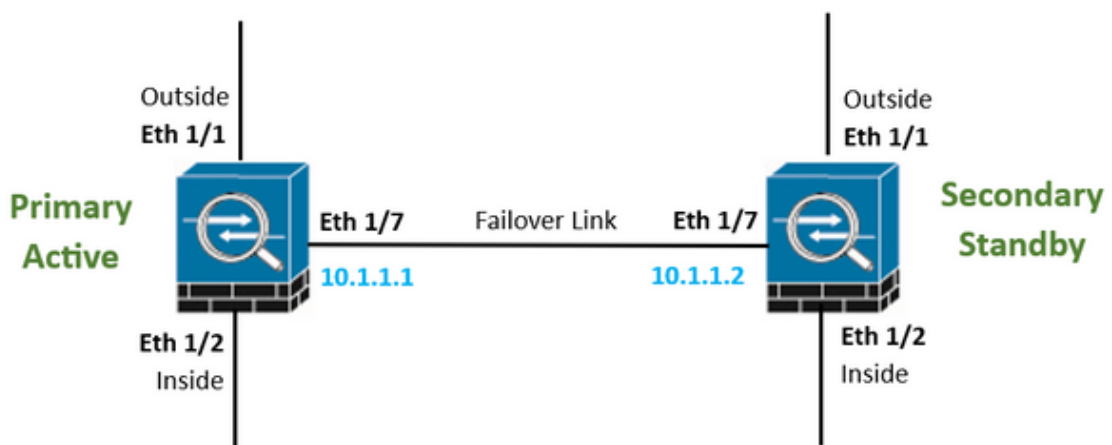 Outside
Eth 1/1
Outside
Eth 1/1
Primary
Active
Eth 1/7
Failover Link
Eth 1/7
Secondary
Standby
10.1.1.1
10.1.1.2
Eth 1/2
Inside
Eth 1/2
Inside